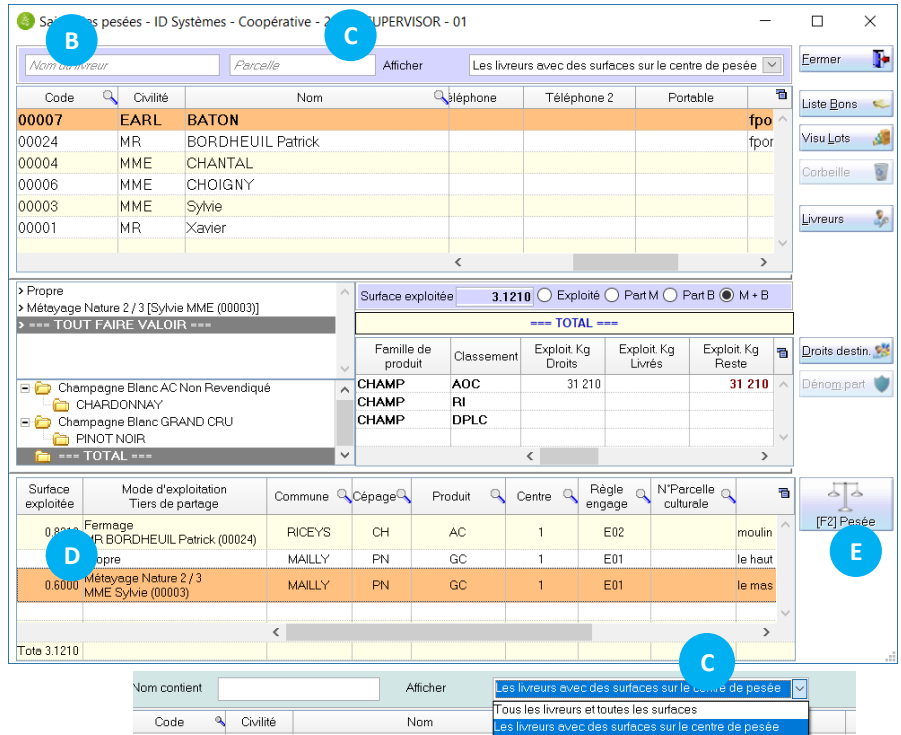 Sai es pesées - ID Systèmes - Coopérative - 2 SUPERVISOR - 01
B
C
Nom du livreur Parcelle Afficher Les livreurs avec des surfaces sur le centre de pesée
Fermer
Code Civilité Nom éléphone Téléphone 2 Portable
Liste Bons
00007 EARL BATON fpo
00024 MR BORDHEUIL Patrick fpor
Visu Lots
00004 MME CHANTAL
Corbeille
00006 MME CHOIGNY
00003 MME Sylvie
Livreurs
00001 MR Xavier
> Propre
> Métayage Nature 2 / 3 [Sylvie MME (00003)]
> === TOUT FAIRE VALOIR ===
Surface exploitée 3.1210 Exploité Part M Part B M + B
=== TOTAL ===
Famille de produit Classement Exploit. Kg Droits Exploit. Kg Livrés Exploit. Kg Reste
Droits destin.
CHAMP AOC 31 210 31 210
Dénom.part
CHAMP RI
CHAMP DPLC
Champagne Blanc AC Non Revendiqué
CHARDONNAY
Champagne Blanc GRAND CRU
PINOT NOIR
=== TOTAL ===
Surface exploitée Mode d'exploitation Tiers de partage Commune Cépage Produit Centre Règle engage N°Parcelle culturale
[F2] Pesée
E
Fermage
MR BORDHEUIL Patrick (00024) RICEYS CH AC 1 E02 moulin
D
opre MAILLY PN GC 1 E01 le haut
0.6000 Métayage Nature 2 / 3
MME Sylvie (00003) MAILLY PN GC 1 E01 le mas
Tota 3.1210
C
Nom contient Afficher Les livreurs avec des surfaces sur le centre de pesée
Tous les livreurs et toutes les surfaces
Code Civilité Nom Les livreurs avec des surfaces sur le centre de pesée